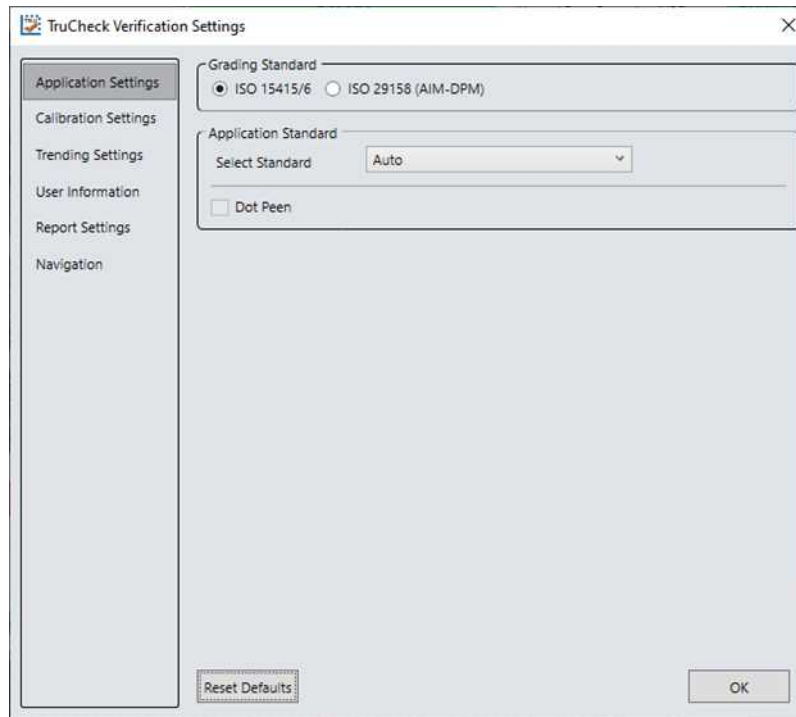 TruCheck Verification Settings
Application Settings
Calibration Settings
Trending Settings
User Information
Report Settings
Navigation
Grading Standard
ISO 15415/6 ISO 29158 (AIM-DPM)
Application Standard
Select Standard Auto
Dot Peen
Reset Defaults OK